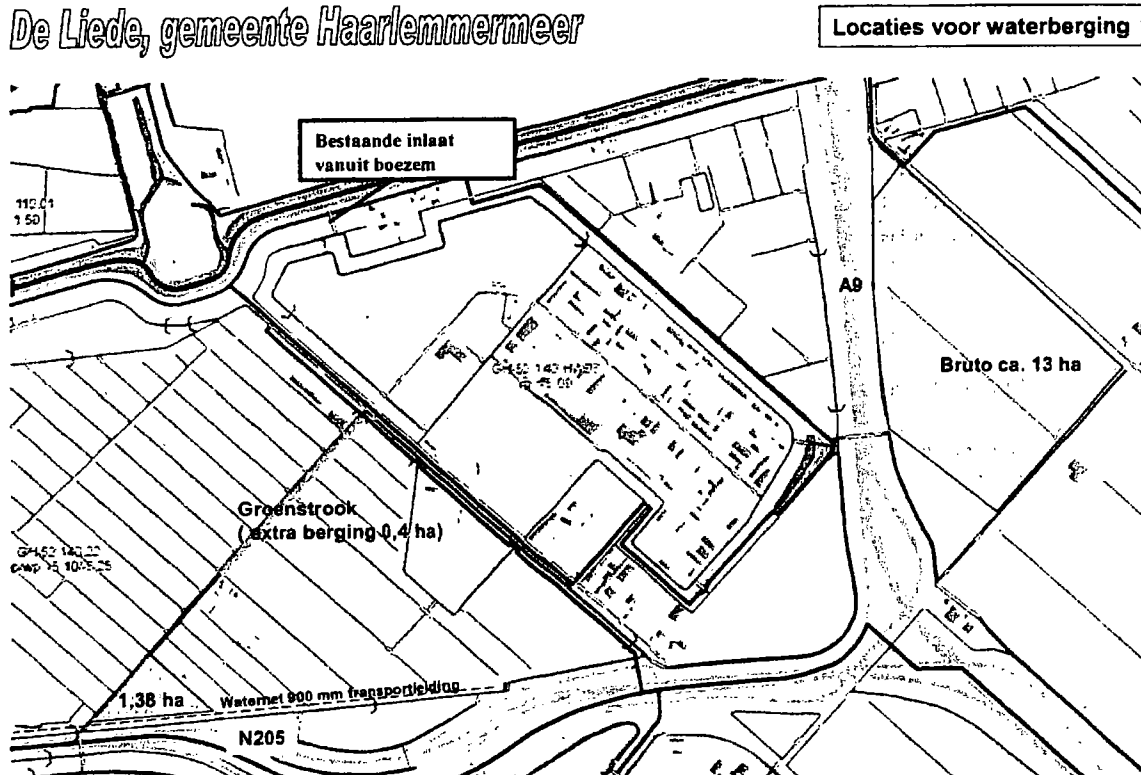 De Liede, gemeente Haarlemmermeer
Locaties voor waterberging
Bestaande inlaat
vanuit boezem
A9
Bruto ca. 13 ha
Groenstrook
( extra berging 0,4 ha)
1,38 ha
Waternet 900 mm transportleiding
N205